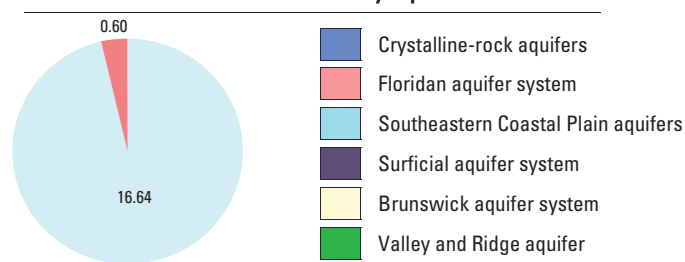 0.60
16.64
Crystalline-rock aquifers
Floridan aquifer system
Southeastern Coastal Plain aquifers
Surficial aquifer system
Brunswick aquifer system
Valley and Ridge aquifer